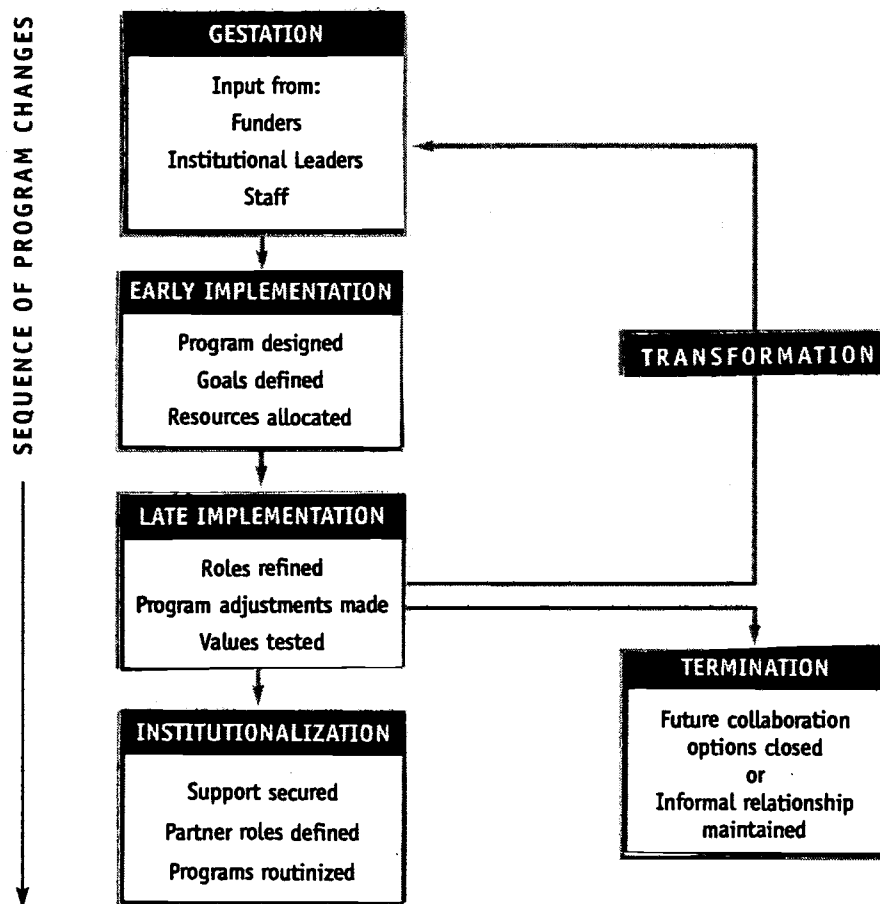 SEQUENCE OF PROGRAM CHANGES
GESTATION
Input from:
Funders
Institutional Leaders
Staff
EARLY IMPLEMENTATION
Program designed
Goals defined
Resources allocated
TRANSFORMATION
LATE IMPLEMENTATION
Roles refined
Program adjustments made
Values tested
TERMINATION
Future collaboration
options closed
or
Informal relationship
maintained
INSTITUTIONALIZATION
Support secured
Partner roles defined
Programs routinized